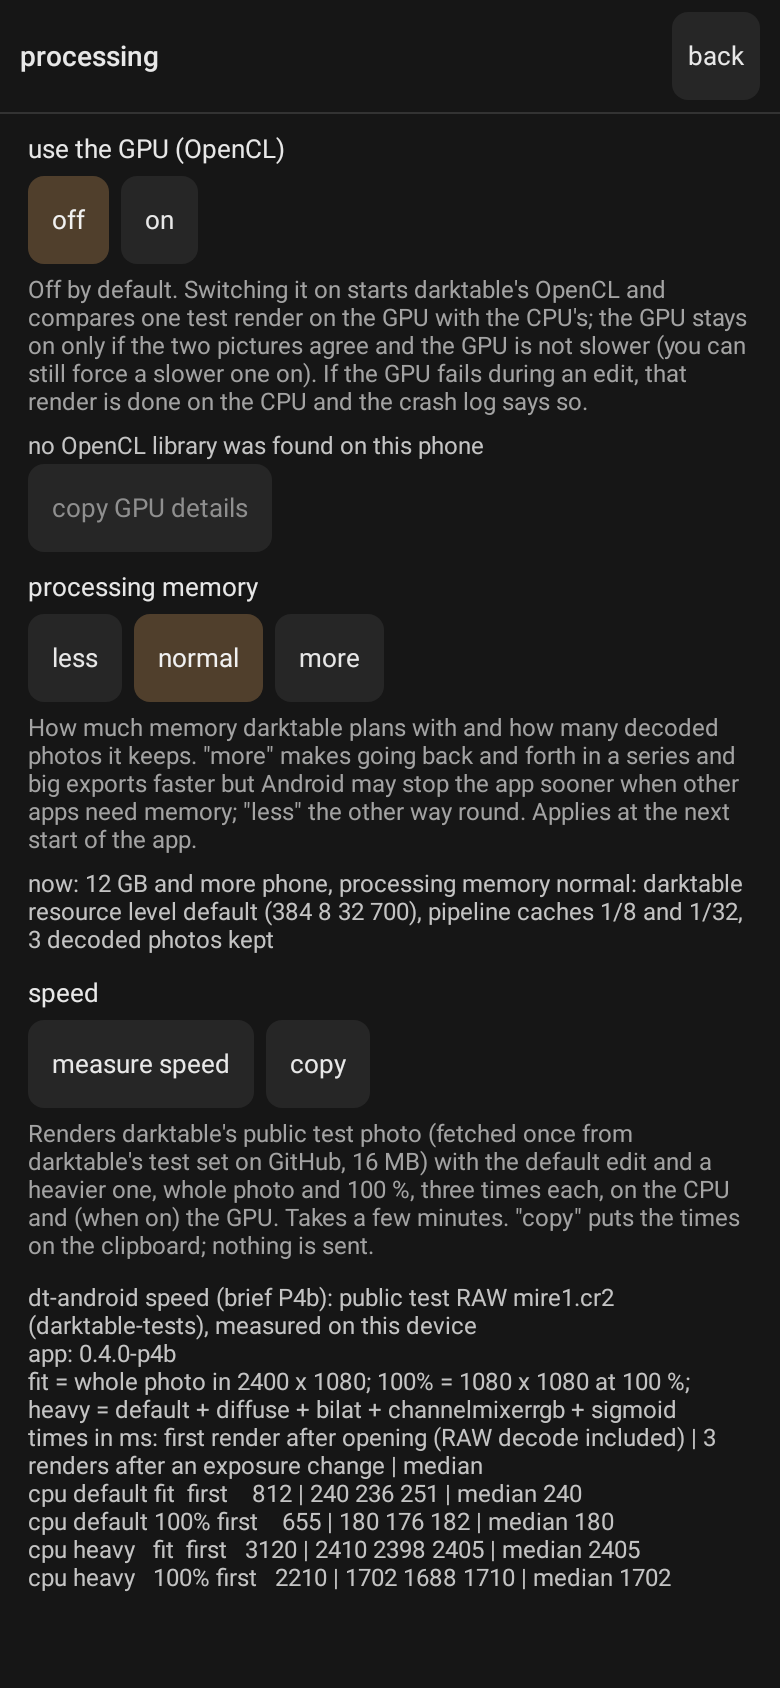 processing
back
use the GPU (OpenCL)
off
on
Off by default. Switching it on starts darktable's OpenCL and
compares one test render on the GPU with the CPU's; the GPU stays
on only if the two pictures agree and the GPU is not slower (you can
still force a slower one on). If the GPU fails during an edit, that
render is done on the CPU and the crash log says so.
no OpenCL library was found on this phone
copy GPU details
processing memory
less
normal
more
How much memory darktable plans with and how many decoded
photos it keeps. "more" makes going back and forth in a series and
big exports faster but Android may stop the app sooner when other
apps need memory; "less" the other way round. Applies at the next
start of the app.
now: 12 GB and more phone, processing memory normal: darktable
resource level default (384 8 32 700), pipeline caches 1/8 and 1/32,
3 decoded photos kept
speed
measure speed
copy
Renders darktable's public test photo (fetched once from
darktable's test set on GitHub, 16 MB) with the default edit and a
heavier one, whole photo and 100 %, three times each, on the CPU
and (when on) the GPU. Takes a few minutes. "copy" puts the times
on the clipboard; nothing is sent.
dt-android speed (brief P4b): public test RAW mire1.cr2
(darktable-tests), measured on this device
app: 0.4.0-p4b
fit = whole photo in 2400 x 1080; 100% = 1080 x 1080 at 100 %;
heavy = default + diffuse + bilat + channelmixerrgb + sigmoid
times in ms: first render after opening (RAW decode included) | 3
renders after an exposure change | median
cpu default fit  first    812 | 240 236 251 | median 240
cpu default 100% first    655 | 180 176 182 | median 180
cpu heavy   fit  first   3120 | 2410 2398 2405 | median 2405
cpu heavy   100% first   2210 | 1702 1688 1710 | median 1702